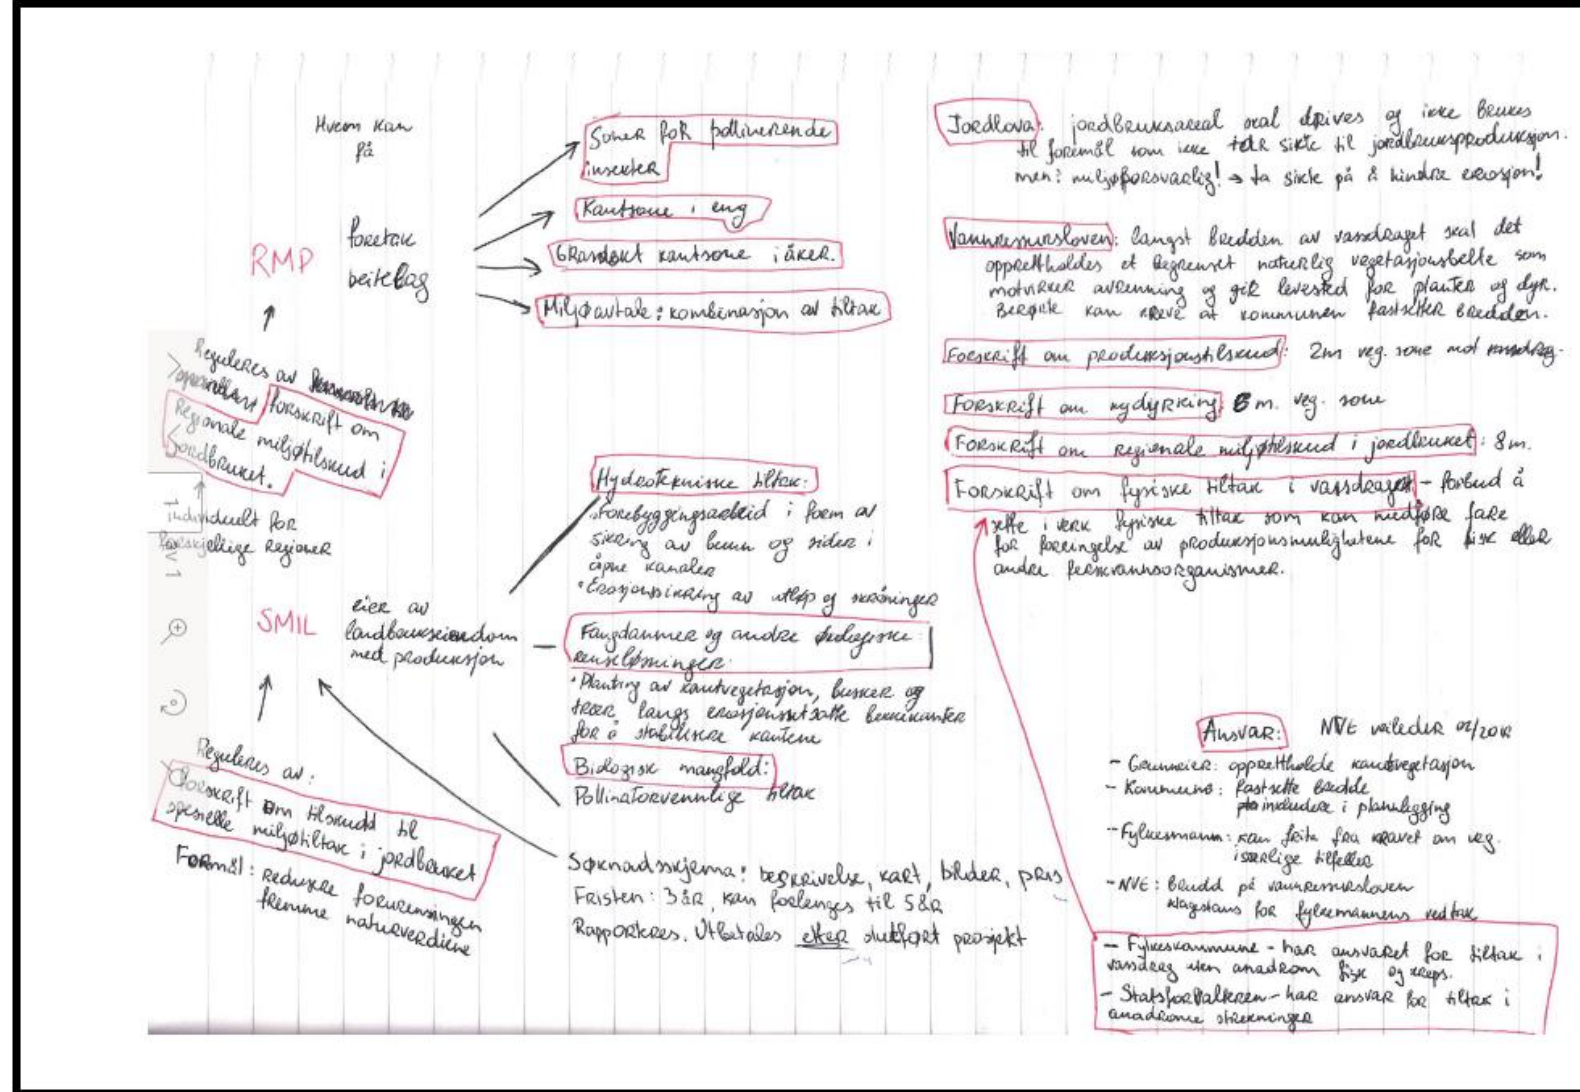 Hvem kan
få
RMP
foretak
beitelag
Soner for pollinerende
insekter
Kantsone i eng
Grasdekt kantsone i åker.
Miljøavtale: kombinasjon av tiltak
Reguleres av
forskrift om
Regionale miljøtilskud i
jordbruket.
individuelt for
forskjellige regioner
SMIL
eier av
landbrukseiendom
med produksjon
Hydrotekniske tiltak:
• Forebyggingsarbeid i form av
sikring av bunn og sider i
åpne kanaler
• Erosjonssikring av utløp og skråninger
Fangdammer og andre økologiske
renseløsninger:
• Planting av kantvegetasjon, busker og
trær langs erosjonsutsatte bekkekanter
for å stabilisere kantene
Biologisk mangfold:
Pollinatorvennlige tiltak
Reguleres av:
Forskrift om tilskudd til
spesielle miljøtiltak i jordbruket
Formål: redusere forurensingen
fremme naturverdiene
Søknadsskjema: beskrivelse, kart, bilder, pris
Fristen: 3 år, kan forlenges til 5 år
Rapporteres. Utbetales etter sluttført prosjekt
Jordlova: jordbruksareal skal drives og ikke brukes
til foremål som ikke tar sikte til jordbruksproduksjon.
men: miljøforsvarlig! → ta sikte på å hindre erosjon!
Vannressursloven: langst bredden av vassdraget skal det
opprettholdes et begrenset naturlig vegetasjonsbelte som
motvirker avrenning og gir levested for planter og dyr.
Berørte kan kreve at kommunen fastsetter bredden.
Forskrift om produksjonstilskud: 2m veg. sone mot vassdrag.
Forskrift om nydyrking: 6 m. veg. sone
Forskrift om regionale miljøtilskud i jordbruket: 8m.
Forskrift om fysiske tiltak i vassdraget - forbud å
sette i verk fysiske tiltak som kan medføre fare
for forringelse av produksjonsmulighetene for fisk eller
andre ferskvannsorganismer.
Ansvar: NVE veileder 02/2018
- Grunneier: opprettholde kantvegetasjon
- Kommune: fastsette bredde
inkludere i planlegging
- Fylkesmann: kan frita fra kravet om veg.
i særlige tilfeller
- NVE: Brudd på vannressursloven
klageinstans for fylkemannens vedtak
- Fylkeskommune - har ansvaret for tiltak i
vassdrag uten anadrom fisk og kreps.
- Statsforvalteren - har ansvar for tiltak i
anadrome strekninger